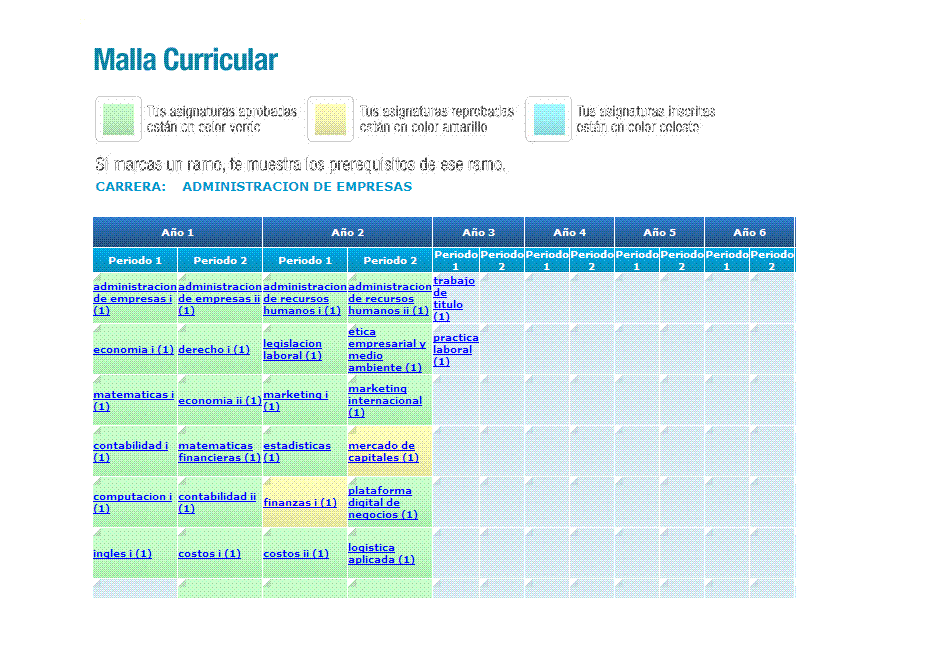 Malla Curricular
Tus asignaturas aprobadas
están en color verde
Tus asignaturas reprobadas
están en color amarillo
Tus asignaturas inscritas
están en color celeste
Si marcas un ramo, te muestra los prerequisitos de ese ramo.
CARRERA: ADMINISTRACION DE EMPRESAS
Año 1 Año 2 Año 3 Año 4 Año 5 Año 6
Periodo 1 Periodo 2 Periodo 1 Periodo 2 Periodo 1 Periodo 2 Periodo 1 Periodo 2 Periodo 1 Periodo 2 Periodo 1 Periodo 2
administracion de empresas i (1)
administracion de empresas ii (1)
administracion de recursos humanos i (1)
administracion de recursos humanos ii (1)
trabajo de titulo (1)
economia i (1)
derecho i (1)
legislacion laboral (1)
etica empresarial y medio ambiente (1)
practica laboral (1)
matematicas i (1)
economia ii (1)
marketing i (1)
marketing internacional (1)
contabilidad i (1)
matematicas financieras (1)
estadisticas (1)
mercado de capitales (1)
computacion i (1)
contabilidad ii (1)
finanzas i (1)
plataforma digital de negocios (1)
ingles i (1)
costos i (1)
costos ii (1)
logistica aplicada (1)